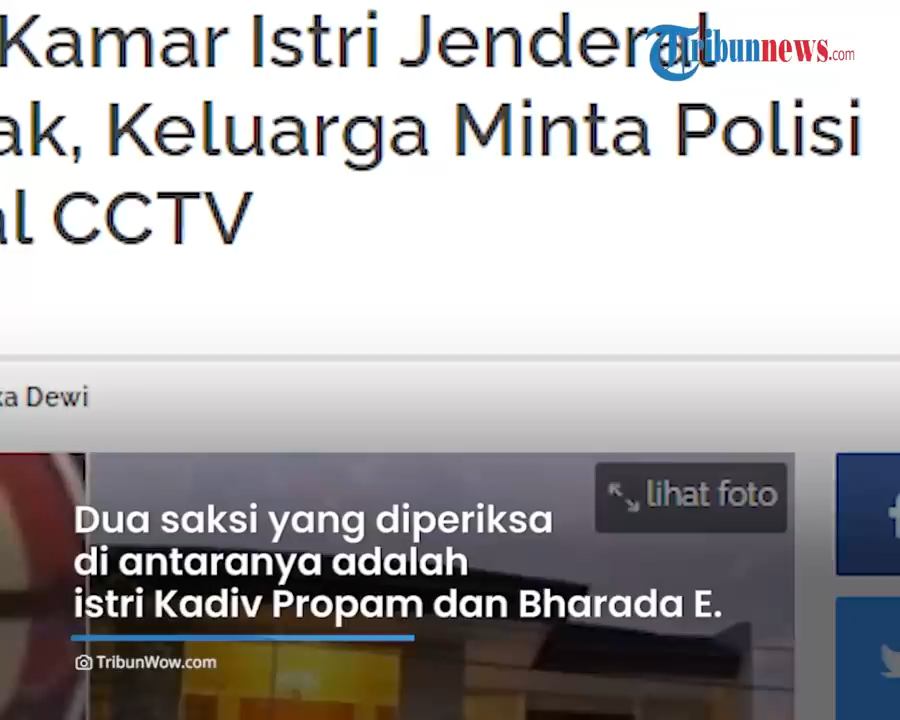 Kamar Istri Jenderal
Tribunnews.com
ak, Keluarga Minta Polisi
al CCTV
ka Dewi
lihat foto
Dua saksi yang diperiksa
di antaranya adalah
istri Kadiv Propam dan Bharada E.
TribunWow.com